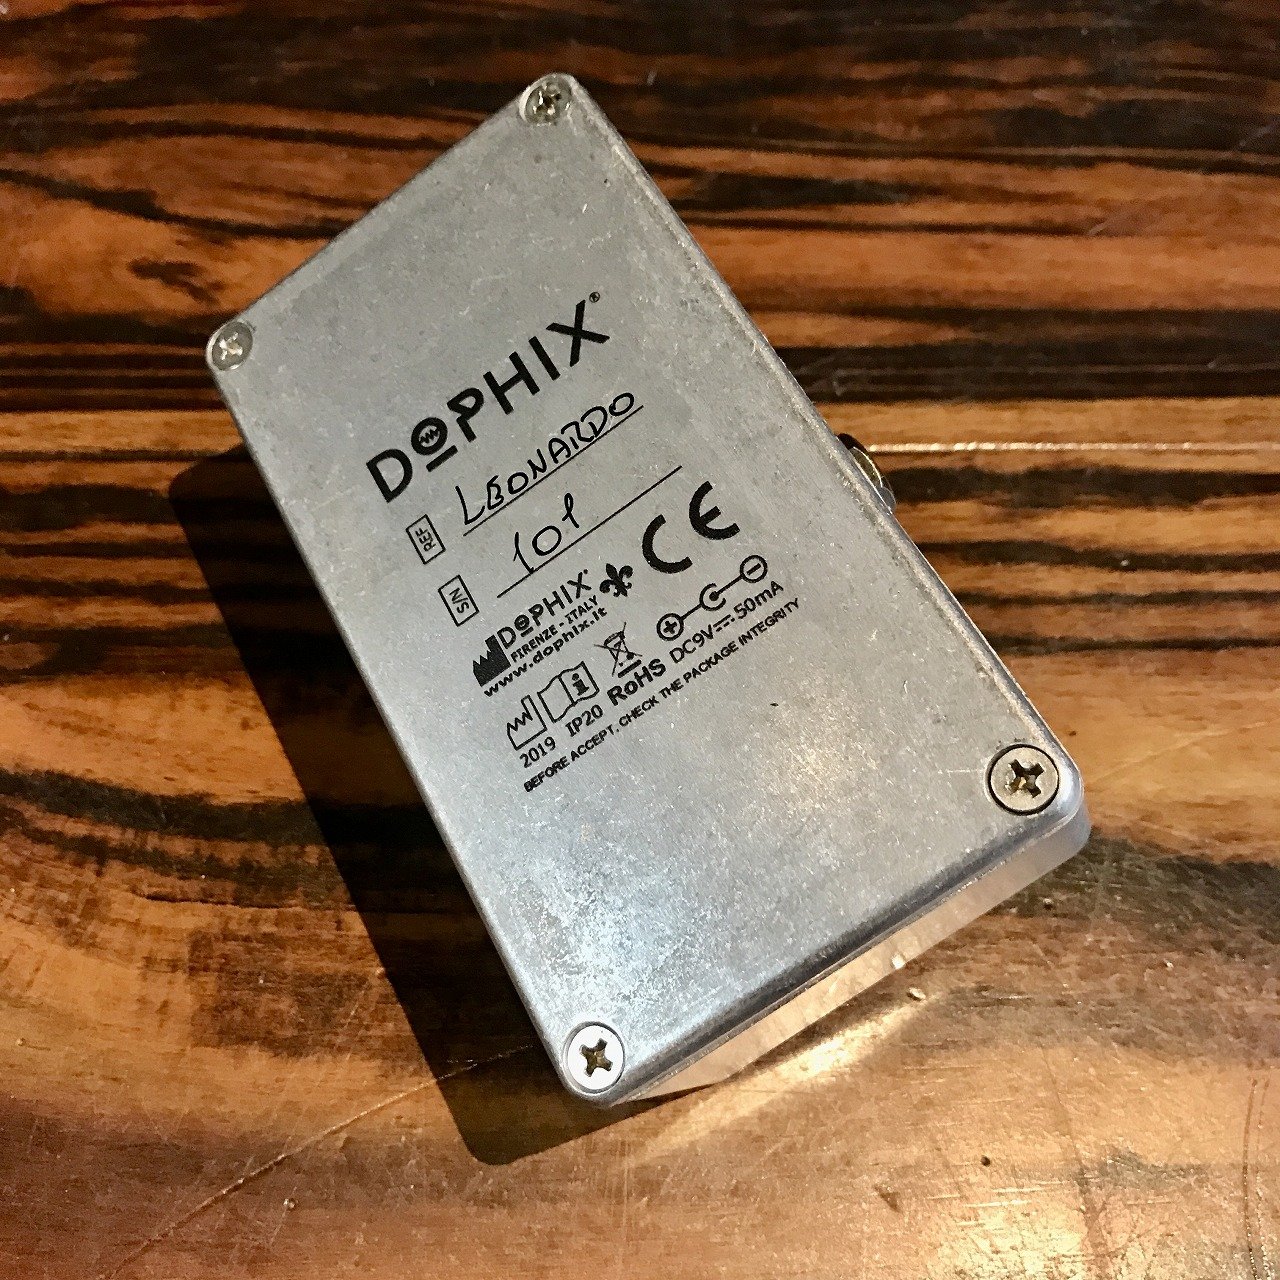 DOPHIX®
REF LEONARDO
S/N 101
CE
DOPHIX®
FIRENZE - ITALY
www.dophix.it
2019 IP20 RoHS DC9V⎓50mA
BEFORE ACCEPT, CHECK THE PACKAGE INTEGRITY